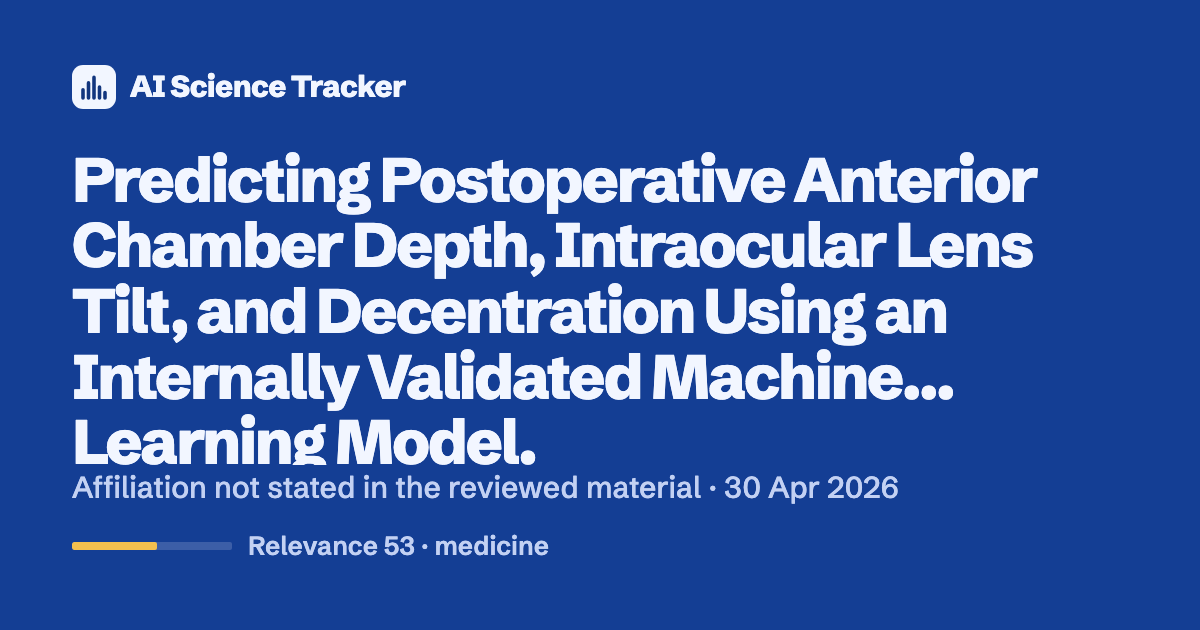 AI Science Tracker
Predicting Postoperative Anterior
Chamber Depth, Intraocular Lens
Tilt, and Decentration Using an
Internally Validated Machine...
Learning Model.
Affiliation not stated in the reviewed material · 30 Apr 2026
Relevance 53 · medicine